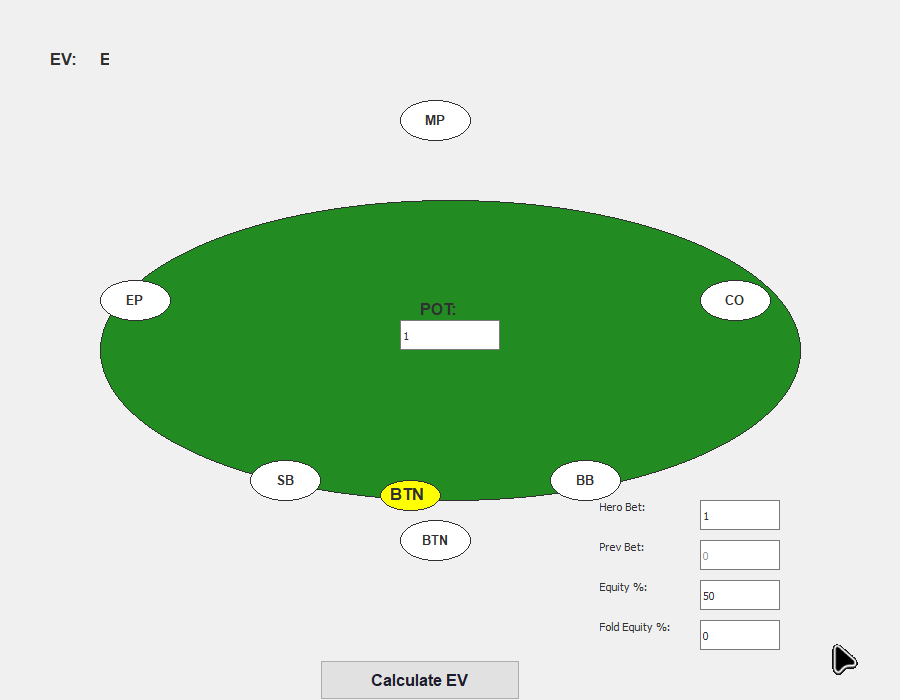 EV: E
MP
EP
CO
POT:
1
SB
BTN
BB
BTN
Hero Bet: 1
Prev Bet: 0
Equity %: 50
Fold Equity %: 0
Calculate EV